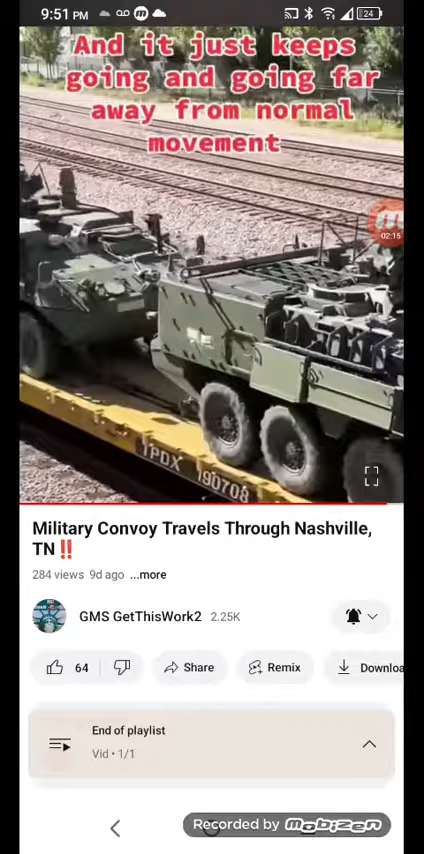 9:51 PM
24
And it just keeps
going and going far
away from normal
movement
02:15
TPDX 190708
Military Convoy Travels Through Nashville,
TN‼️
284 views 9d ago ...more
GMS GetThisWork2 2.25K
64 Share Remix Downloa
End of playlist
Vid • 1/1
Recorded by mobizen